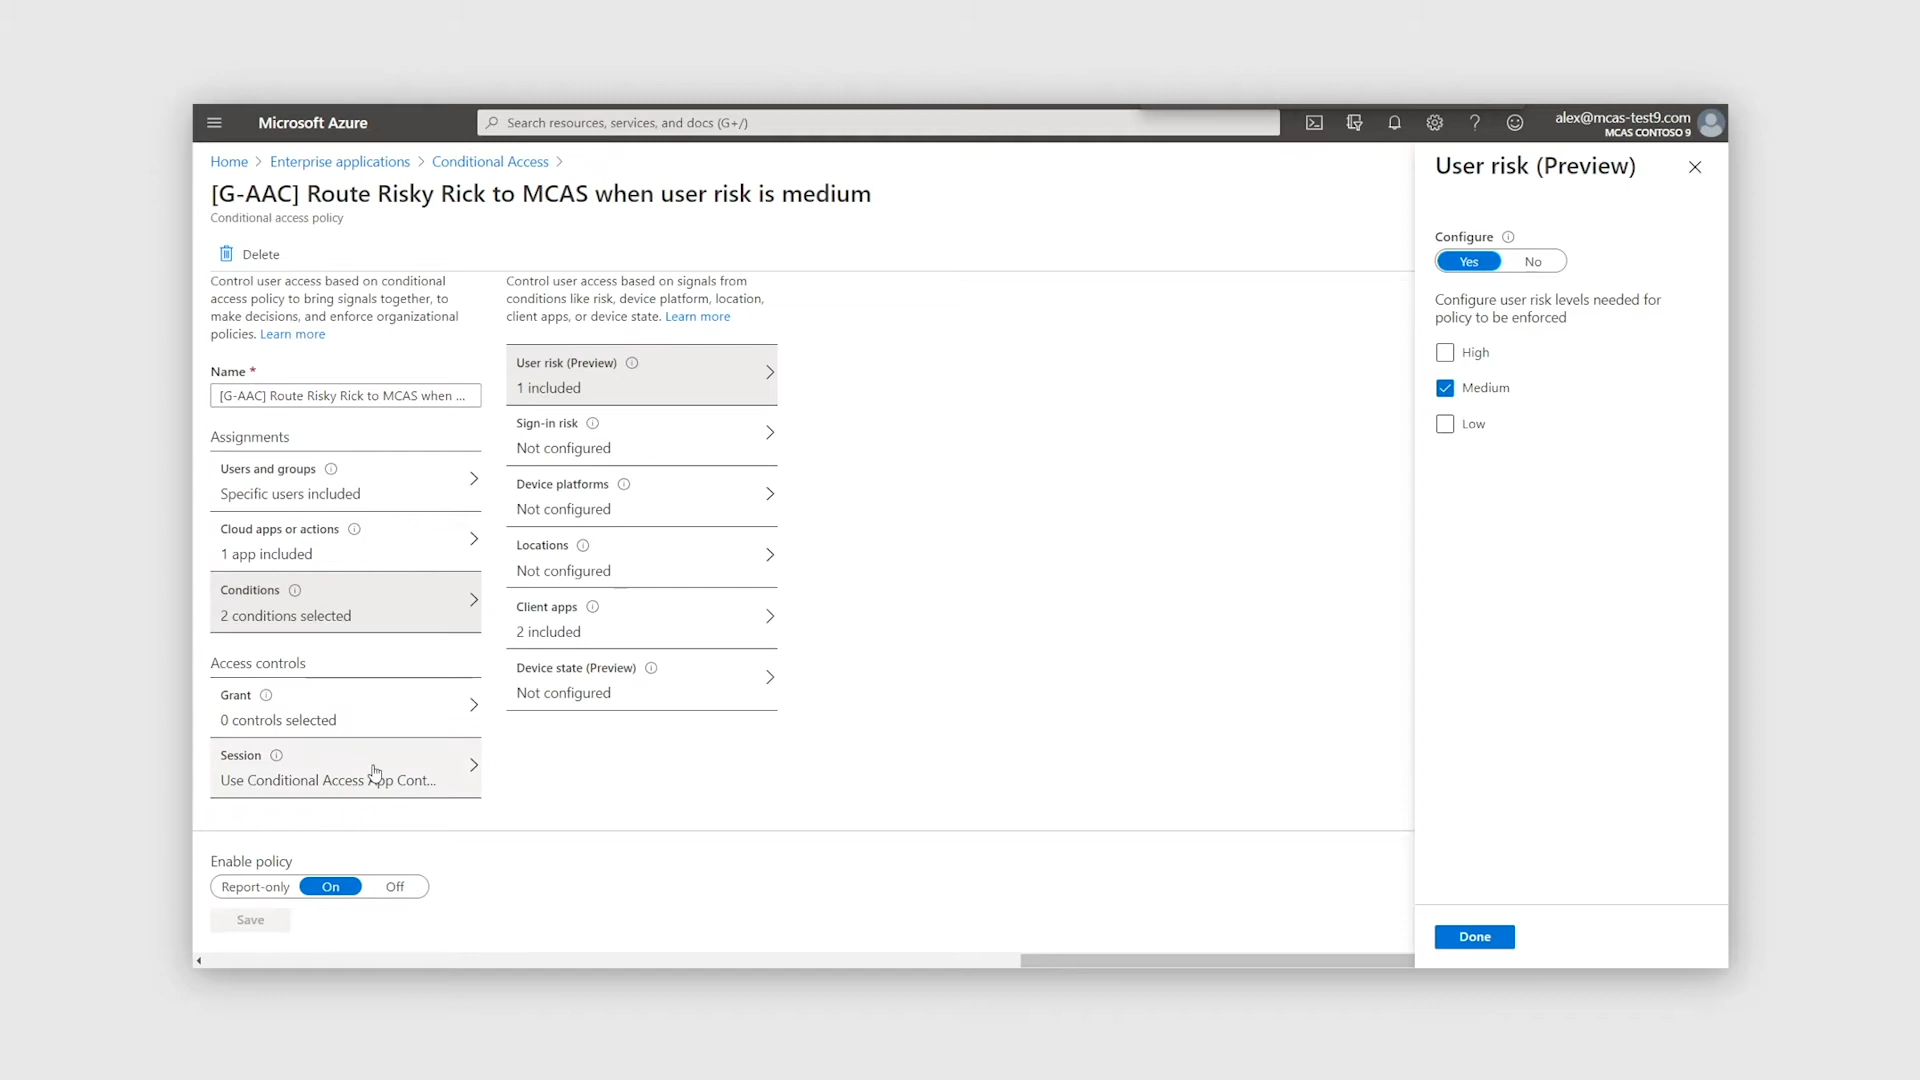 Microsoft Azure
Search resources, services, and docs (G+/)
alex@mcas-test9.com
MCAS CONTOSO 9
Home > Enterprise applications > Conditional Access >
[G-AAC] Route Risky Rick to MCAS when user risk is medium
Conditional access policy
Delete
Control user access based on conditional
access policy to bring signals together, to
make decisions, and enforce organizational
policies. Learn more
Name *
[G-AAC] Route Risky Rick to MCAS when ...
Assignments
Users and groups
Specific users included
Cloud apps or actions
1 app included
Conditions
2 conditions selected
Access controls
Grant
0 controls selected
Session
Use Conditional Access App Cont...
Enable policy
Report-only On Off
Save
Control user access based on signals from
conditions like risk, device platform, location,
client apps, or device state. Learn more
User risk (Preview)
1 included
Sign-in risk
Not configured
Device platforms
Not configured
Locations
Not configured
Client apps
2 included
Device state (Preview)
Not configured
User risk (Preview)
Configure
Yes No
Configure user risk levels needed for
policy to be enforced
High
Medium
Low
Done